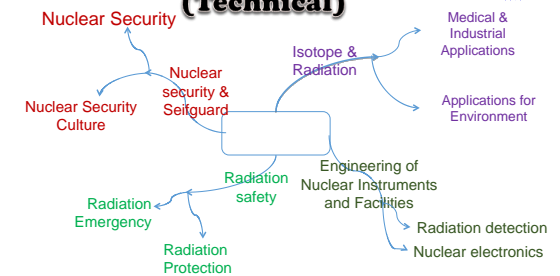 (Technical)
Nuclear Security
Nuclear
security &
Seifguard
Nuclear Security
Culture
Isotope &
Radiation
Medical &
Industrial
Applications
Applications for
Environment
Radiation
safety
Radiation
Emergency
Radiation
Protection
Engineering of
Nuclear Instruments
and Facilities
Radiation detection
Nuclear electronics